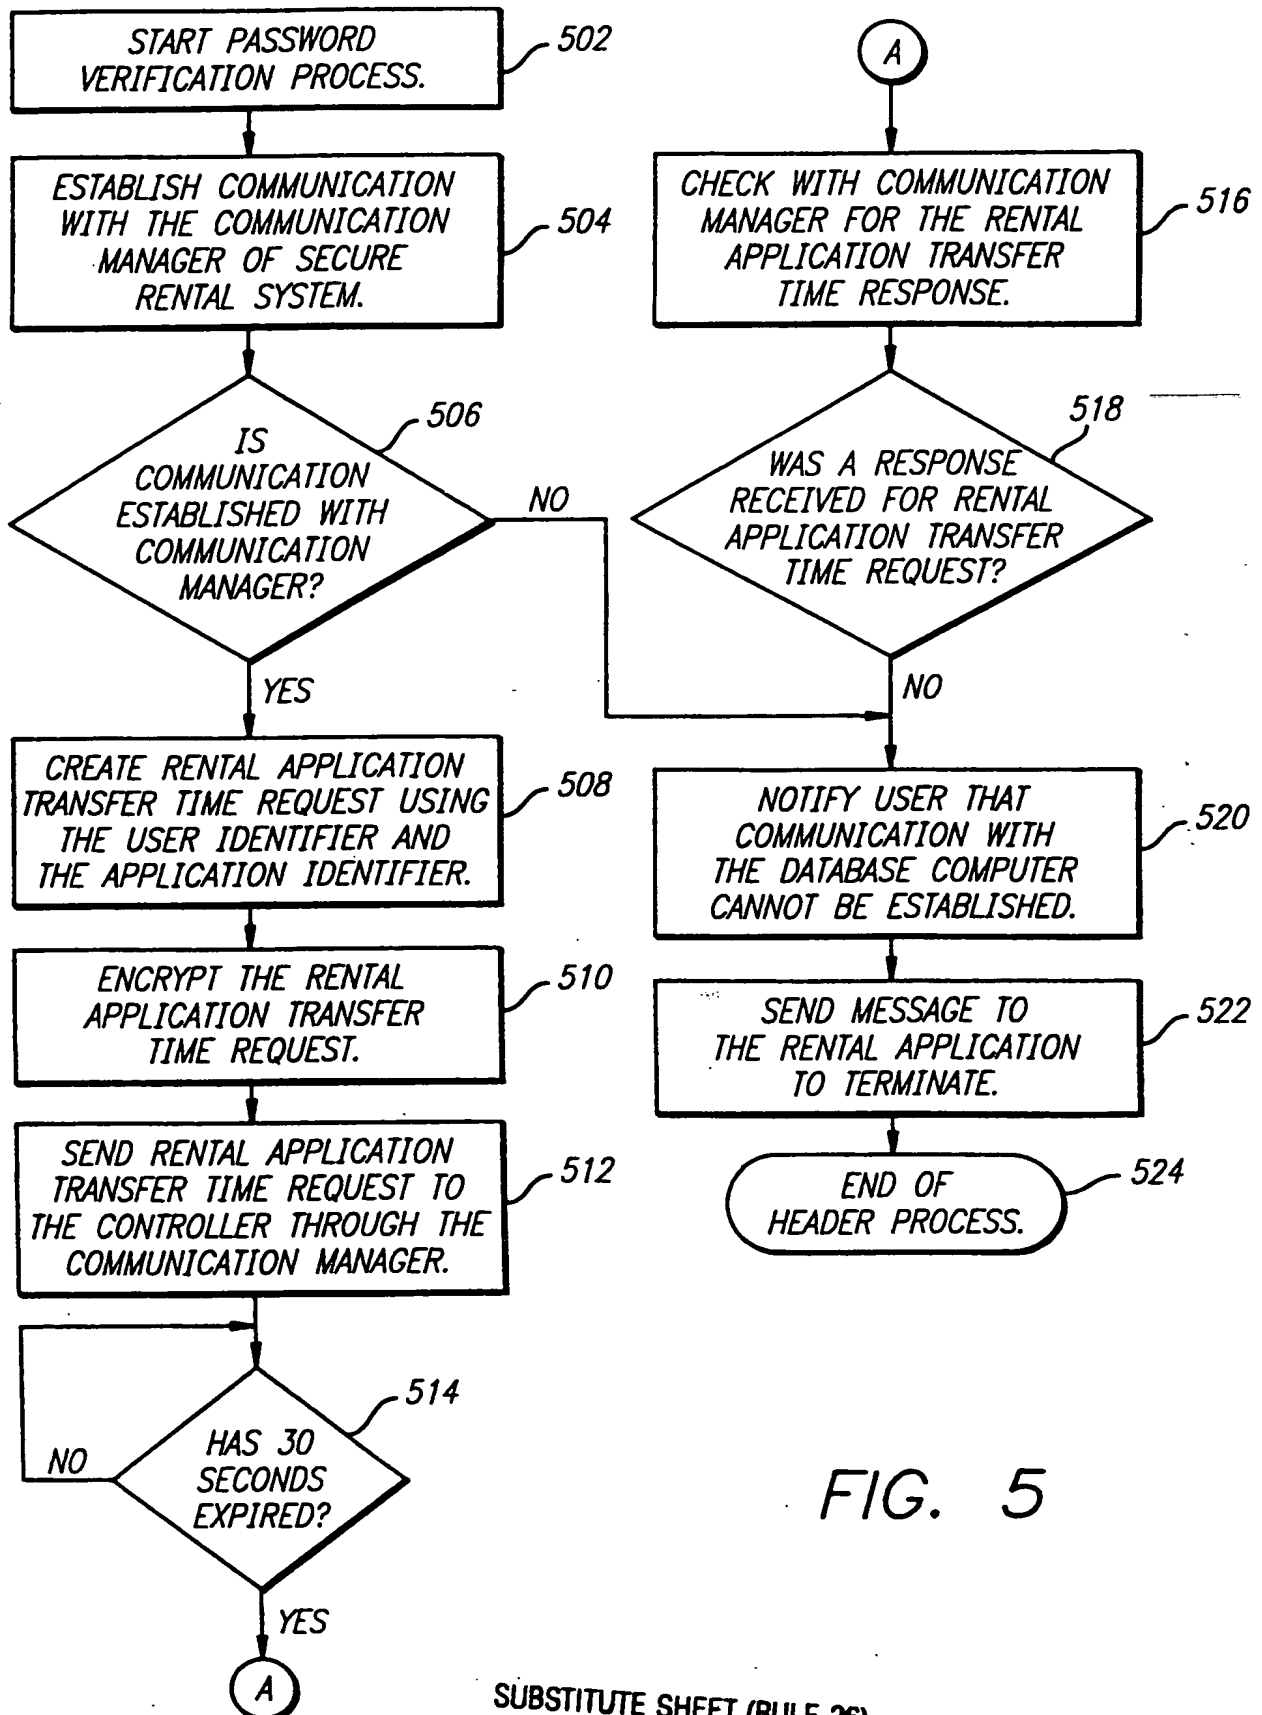 START PASSWORD
VERIFICATION PROCESS.
502
ESTABLISH COMMUNICATION
WITH THE COMMUNICATION
MANAGER OF SECURE
RENTAL SYSTEM.
504
IS
COMMUNICATION
ESTABLISHED WITH
COMMUNICATION
MANAGER?
506
NO
YES
CREATE RENTAL APPLICATION
TRANSFER TIME REQUEST USING
THE USER IDENTIFIER AND
THE APPLICATION IDENTIFIER.
508
ENCRYPT THE RENTAL
APPLICATION TRANSFER
TIME REQUEST.
510
SEND RENTAL APPLICATION
TRANSFER TIME REQUEST TO
THE CONTROLLER THROUGH THE
COMMUNICATION MANAGER.
512
HAS 30
SECONDS
EXPIRED?
514
NO
YES
A
A
CHECK WITH COMMUNICATION
MANAGER FOR THE RENTAL
APPLICATION TRANSFER
TIME RESPONSE.
516
WAS A RESPONSE
RECEIVED FOR RENTAL
APPLICATION TRANSFER
TIME REQUEST?
518
NO
NOTIFY USER THAT
COMMUNICATION WITH
THE DATABASE COMPUTER
CANNOT BE ESTABLISHED.
520
SEND MESSAGE TO
THE RENTAL APPLICATION
TO TERMINATE.
522
END OF
HEADER PROCESS.
524
FIG. 5
SUBSTITUTE SHEET (RULE 26)